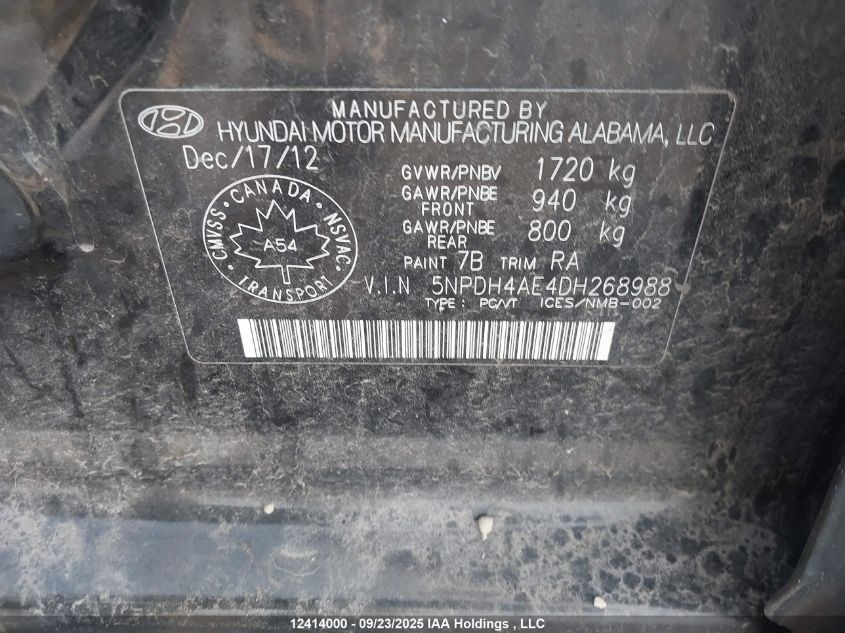 MANUFACTURED BY
HYUNDAI MOTOR MANUFACTURING ALABAMA, LLC
Dec/17/12
GVWR/PNBV 1720 kg
GAWR/PNBE FRONT 940 kg
GAWR/PNBE REAR 800 kg
CMVSS · CANADA · NSVAC
A54
TRANSPORT
PAINT 7B TRIM RA
V.I.N 5NPDH4AE4DH268988
TYPE : PC/VT ICES/NMB-002
12414000 - 09/23/2025 IAA Holdings , LLC